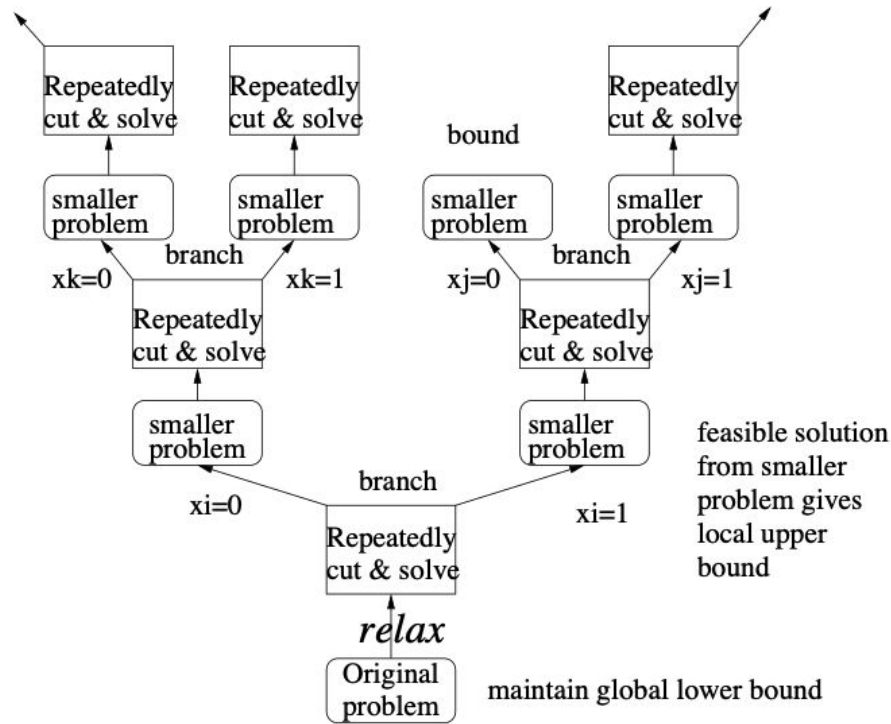 Repeatedly
cut & solve
Repeatedly
cut & solve
Repeatedly
cut & solve
bound
smaller
problem
smaller
problem
smaller
problem
smaller
problem
branch
branch
xk=0
xk=1
xj=0
xj=1
Repeatedly
cut & solve
Repeatedly
cut & solve
smaller
problem
smaller
problem
feasible solution
from smaller
problem gives
local upper
bound
branch
xi=0
xi=1
Repeatedly
cut & solve
relax
Original
problem
maintain global lower bound